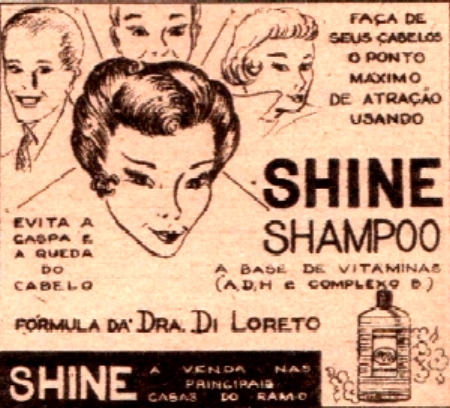 FAÇA DE
SEUS CABELOS
O PONTO
MAXIMO
DE ATRAÇÃO
USANDO
SHINE
SHAMPOO
A BASE DE VITAMINAS
(A,D,H e COMPLEXO B)
EVITA A
CASPA E
A QUEDA
DO
CABELO
FÓRMULA DA DRA. DI LORETO
SHINE A VENDA NAS
PRINCIPAIS
CASAS DO RAMO